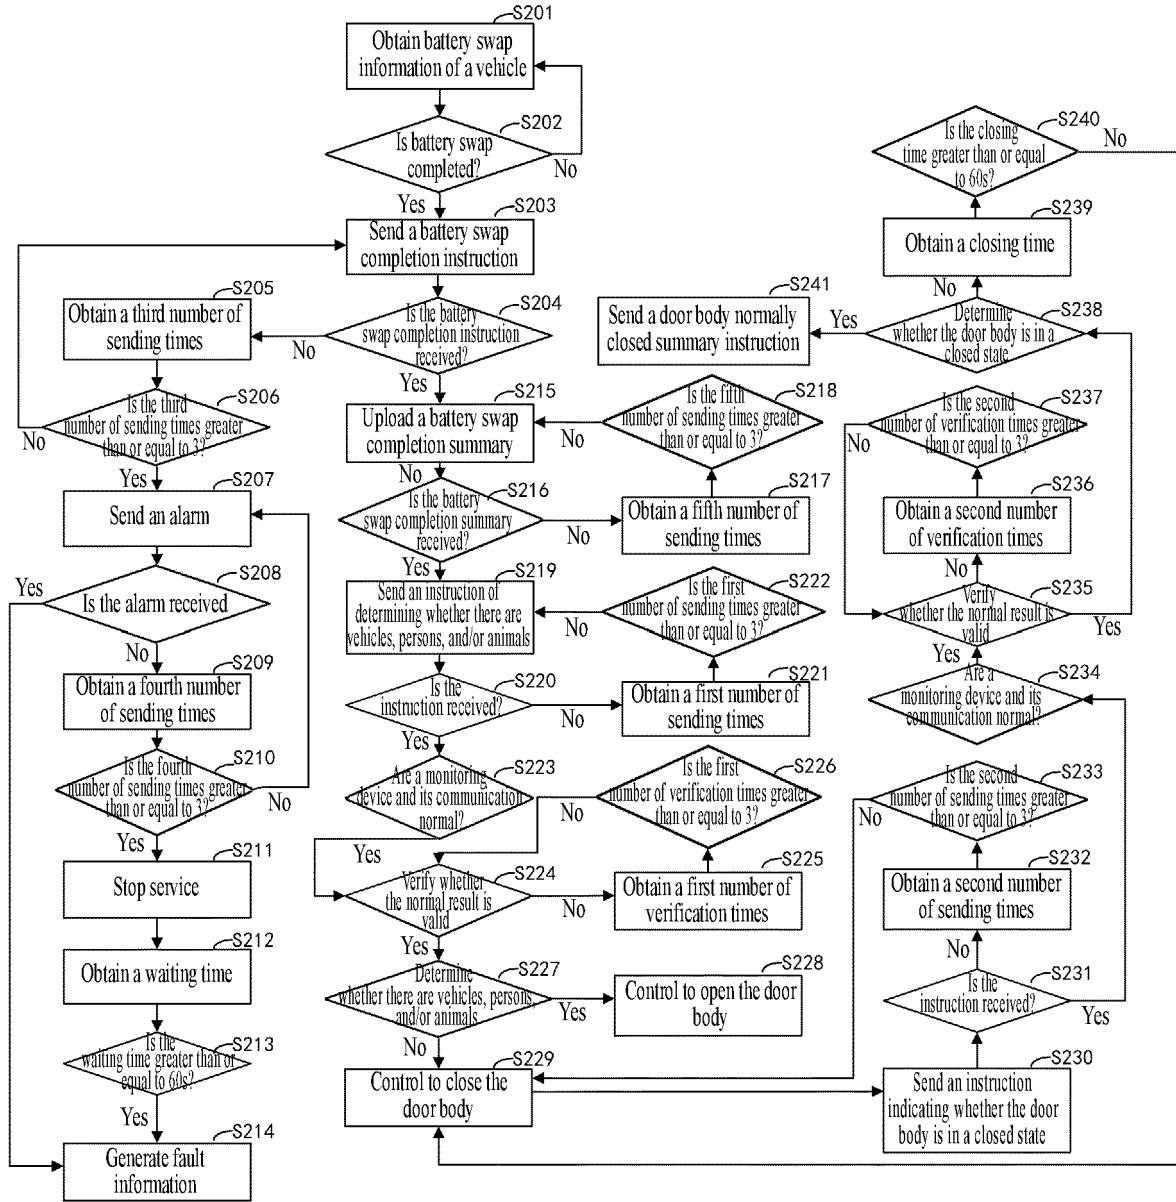 S201
Obtain battery swap
information of a vehicle
S202
Is battery swap
completed?
No
Yes
S203
Send a battery swap
completion instruction
S204
Is the battery
swap completion instruction
received?
No
Yes
S205
Obtain a third number of
sending times
S206
Is the third
number of sending times greater
than or equal to 3?
No
Yes
S207
Send an alarm
S208
Is the alarm received
Yes
No
S209
Obtain a fourth number
of sending times
S210
Is the fourth
number of sending times greater
than or equal to 3?
No
Yes
S211
Stop service
S212
Obtain a waiting time
S213
Is the
waiting time greater than or
equal to 60s?
Yes
S214
Generate fault
information
S215
Upload a battery swap
completion summary
No
S216
Is the battery
swap completion summary
received?
No
Yes
S217
Obtain a fifth number of
sending times
S218
Is the fifth
number of sending times greater
than or equal to 3?
No
S219
Send an instruction of
determining whether there are
vehicles, persons, and/or animals
S220
Is the
instruction received?
No
Yes
S221
Obtain a first number of
sending times
S222
Is the first
number of sending times greater
than or equal to 3?
No
S223
Are a monitoring
device and its communication
normal?
Yes
S224
Verify whether
the normal result is
valid
No
Yes
S225
Obtain a first number of
verification times
S226
Is the first
number of verification times greater
than or equal to 3?
No
S227
Determine
whether there are vehicles, persons,
and/or animals
Yes
No
S228
Control to open the door
body
S229
Control to close the
door body
S230
Send an instruction
indicating whether the door
body is in a closed state
S231
Is the
instruction received?
No
Yes
S232
Obtain a second number
of sending times
S233
Is the second
number of sending times greater
than or equal to 3?
No
S234
Are a
monitoring device and its
communication normal?
Yes
S235
Verify
whether the normal result is
valid
No
Yes
S236
Obtain a second number
of verification times
S237
Is the second
number of verification times greater
than or equal to 3?
No
S238
Determine
whether the door body is in a
closed state
No
Yes
S239
Obtain a closing time
S240
Is the closing
time greater than or equal
to 60s?
No
S241
Send a door body normally
closed summary instruction